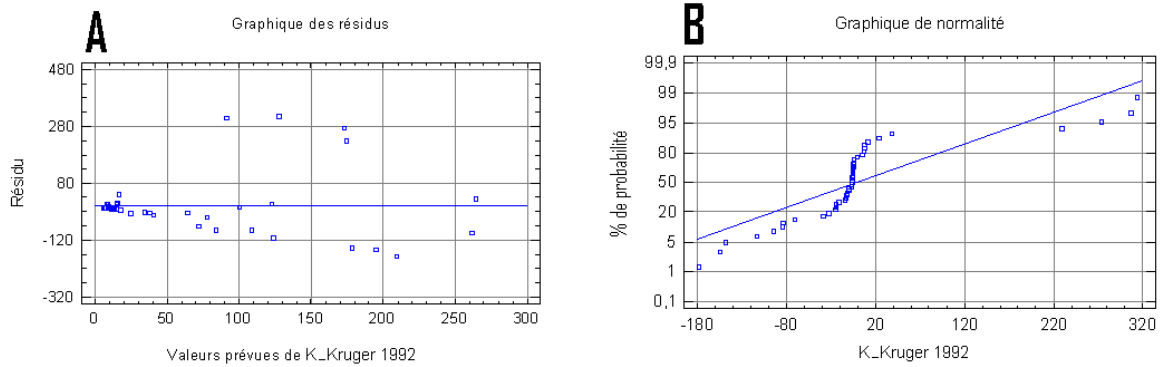 A
Graphique des résidus
Résidu
480
280
80
-120
-320
0 50 100 150 200 250 300
Valeurs prévues de K_Kruger 1992
B
Graphique de normalité
% de probabilité
99,9
99
95
80
50
20
5
1
0,1
-180 -80 20 120 220 320
K_Kruger 1992